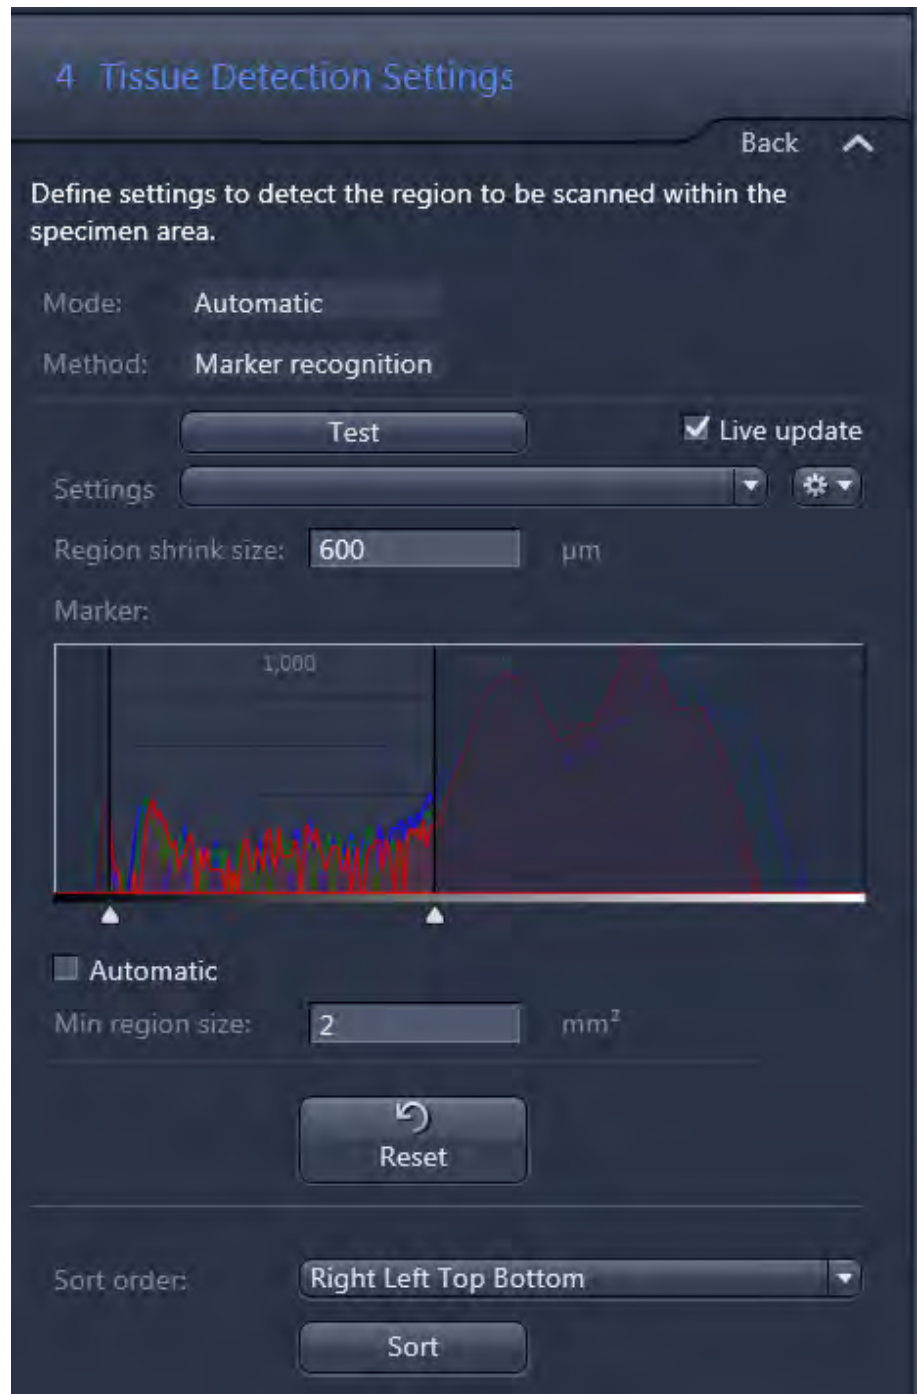 4 Tissue Detection Settings
Back
Define settings to detect the region to be scanned within the
specimen area.
Mode: Automatic
Method: Marker recognition
Test Live update
Settings
Region shrink size: 600 µm
Marker:
1,000
Automatic
Min region size: 2 mm²
Reset
Sort order: Right Left Top Bottom
Sort